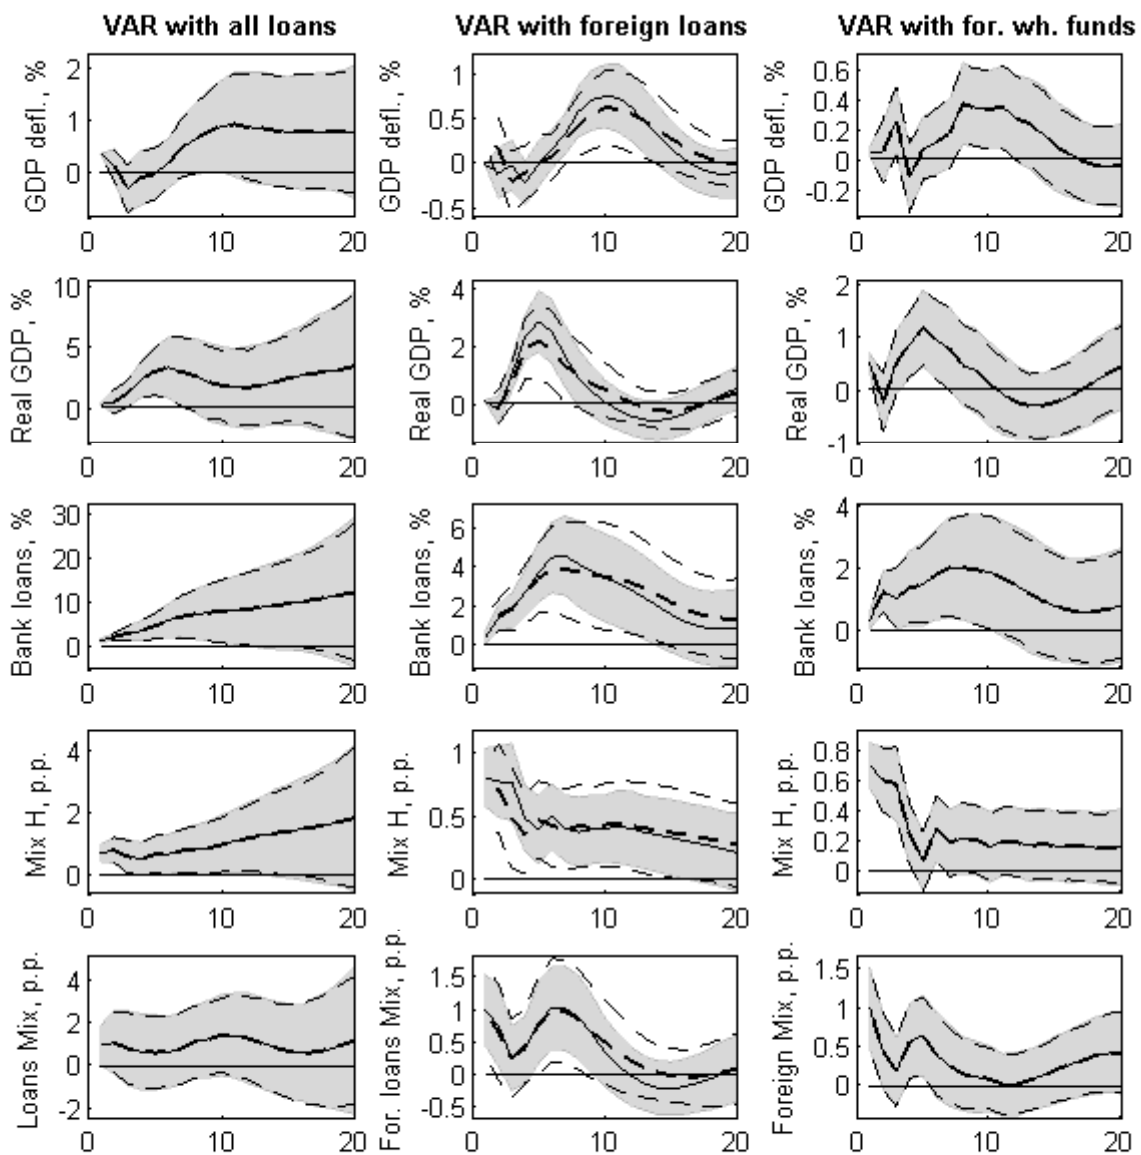 VAR with all loans VAR with foreign loans VAR with for. wh. funds
GDP defl., %
2
1
0
0 10 20
GDP defl., %
1
0.5
0
-0.5
0 10 20
GDP defl., %
0.6
0.4
0.2
0
-0.2
0 10 20
Real GDP, %
10
5
0
0 10 20
Real GDP, %
4
2
0
0 10 20
Real GDP, %
2
1
0
-1
0 10 20
Bank loans, %
30
20
10
0
0 10 20
Bank loans, %
6
4
2
0
0 10 20
Bank loans, %
4
2
0
0 10 20
Mix H, p.p.
4
2
0
0 10 20
Mix H, p.p.
1
0.5
0
0 10 20
Mix H, p.p.
0.8
0.6
0.4
0.2
0
0 10 20
Loans Mix, p.p.
4
2
0
-2
0 10 20
For. loans Mix, p.p.
1.5
1
0.5
0
-0.5
0 10 20
Foreign Mix, p.p.
1.5
1
0.5
0
0 10 20